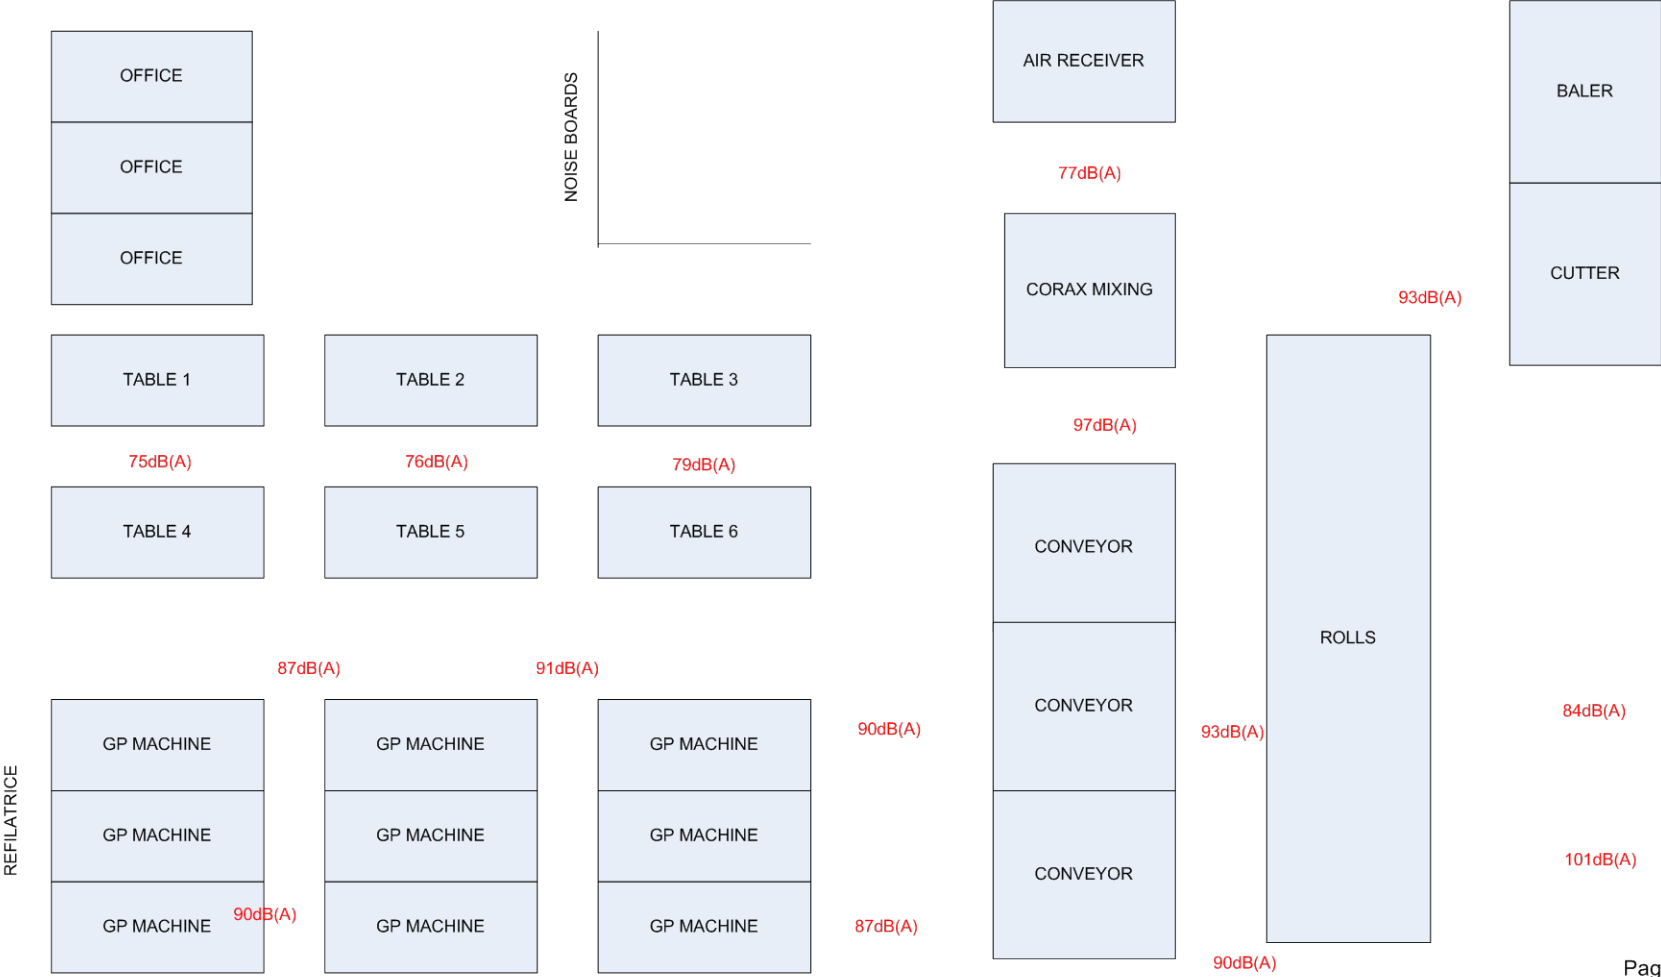 AIR RECEIVER
OFFICE
BALER
NOISE BOARDS
OFFICE
77dB(A)
OFFICE
CORAX MIXING
CUTTER
93dB(A)
TABLE 1
TABLE 2
TABLE 3
97dB(A)
75dB(A)
76dB(A)
79dB(A)
TABLE 4
TABLE 5
TABLE 6
CONVEYOR
ROLLS
87dB(A)
91dB(A)
CONVEYOR
84dB(A)
90dB(A)
93dB(A)
GP MACHINE
GP MACHINE
GP MACHINE
REFILATRICE
GP MACHINE
GP MACHINE
GP MACHINE
101dB(A)
CONVEYOR
90dB(A)
GP MACHINE
GP MACHINE
GP MACHINE
87dB(A)
90dB(A)
Pag